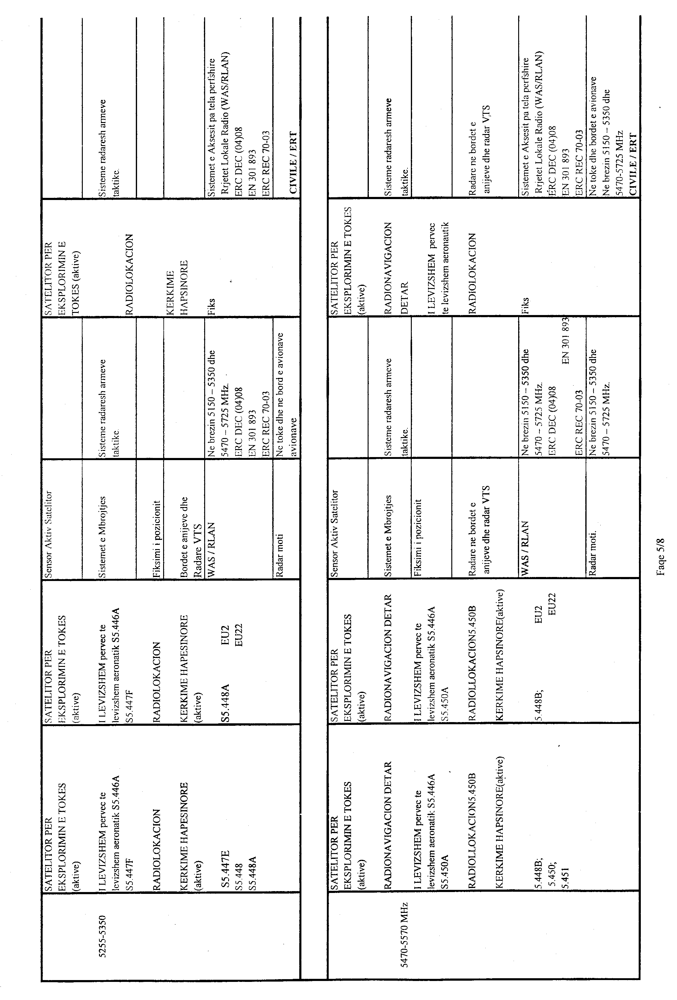 5255-5350
SATELITOR PER
EKSPLORIMIN E TOKES
(aktive)
I LEVIZSHEM pervec te
levizshem aeronatik S5.446A
S5.447F
RADIOLOKACION
KERKIME HAPESINORE
(aktive)
S5.447E
S5.448
S5.448A
SATELITOR PER
EKSPLORIMIN E TOKES
(aktive)
I LEVIZSHEM pervec te
levizshem aeronatik S5.446A
S5.447F
RADIOLOKACION
KERKIME HAPESINORE
(aktive)
S5.448A EU2
EU22
Sensor Aktiv Satelitor
Sistemet e Mbrojtjes
Fiksimi i pozicionit
Bordet e anijeve dhe
Radare VTS
WAS / RLAN
Radar moti
Sisteme radaresh armeve
taktike.
Ne brezin 5150 – 5350 dhe
5470 – 5725 MHz.
ERC DEC (04)08
EN 301 893
ERC REC 70-03
Ne toke dhe ne bord e avionave
avionave
SATELITOR PER
EKSPLORIMIN E
TOKES (aktive)
RADIOLOKACION
KERKIME
HAPSINORE
Fiks
Sisteme radaresh armeve
taktike.
Sistemet e Aksesit pa tela perfshire
Rrjetet Lokale Radio (WAS/RLAN)
ERC DEC (04)08
EN 301 893
ERC REC 70-03
CIVILE / ERT
5470-5570 MHz
SATELITOR PER
EKSPLORIMIN E TOKES
(aktive)
RADIONAVIGACION DETAR
I LEVIZSHEM pervec te
levizshem aeronatik S5.446A
S5.450A
RADIOLLOKACION5.450B
KERKIME HAPSINORE(aktive)
5.448B;
5.450;
5.451
SATELITOR PER
EKSPLORIMIN E TOKES
(aktive)
RADIONAVIGACION DETAR
I LEVIZSHEM pervec te
levizshem aeronatik S5.446A
S5.450A
RADIOLLOKACION5.450B
KERKIME HAPSINORE(aktive)
5.448B; EU2
EU22
Sensor Aktiv Satelitor
Sistemet e Mbrojtjes
Fiksimi i pozicionit
Radare ne bordet e
anijeve dhe radar VTS
WAS / RLAN
Radar moti.
Sisteme radaresh armeve
taktike.
Ne brezin 5150 – 5350 dhe
5470 – 5725 MHz.
ERC DEC (04)08
EN 301 893
ERC REC 70-03
Ne brezin 5150 – 5350 dhe
5470 – 5725 MHz.
SATELITOR PER
EKSPLORIMIN E TOKES
(aktive)
RADIONAVIGACION
DETAR
I LEVIZSHEM pervec
te levizshem aeronautik
RADIOLOKACION
Fiks
Sisteme radaresh armeve
taktike.
Radare ne bordet e
anijeve dhe radar VTS
Sistemet e Aksesit pa tela perfshire
Rrjetet Lokale Radio (WAS/RLAN)
ERC DEC (04)08
EN 301 893
ERC REC 70-03
Ne toke dhe bordet e avionave
Ne brezin 5150 – 5350 dhe
5470-5725 MHz
CIVILE / ERT
Faqe 5/8